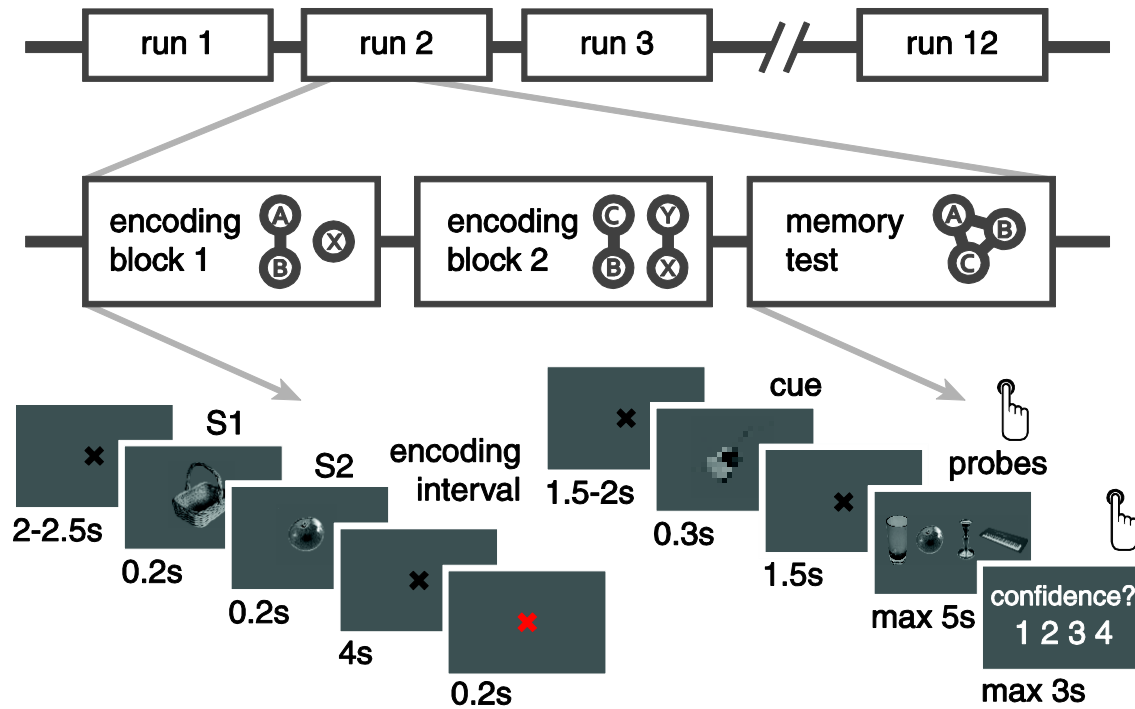 run 1
run 2
run 3
run 12
encoding
block 1
A
B
X
encoding
block 2
C
B
Y
X
memory
test
A
B
C
S1
S2
encoding
interval
2-2.5s
0.2s
0.2s
4s
0.2s
cue
probes
1.5-2s
0.3s
1.5s
max 5s
confidence?
1 2 3 4
max 3s